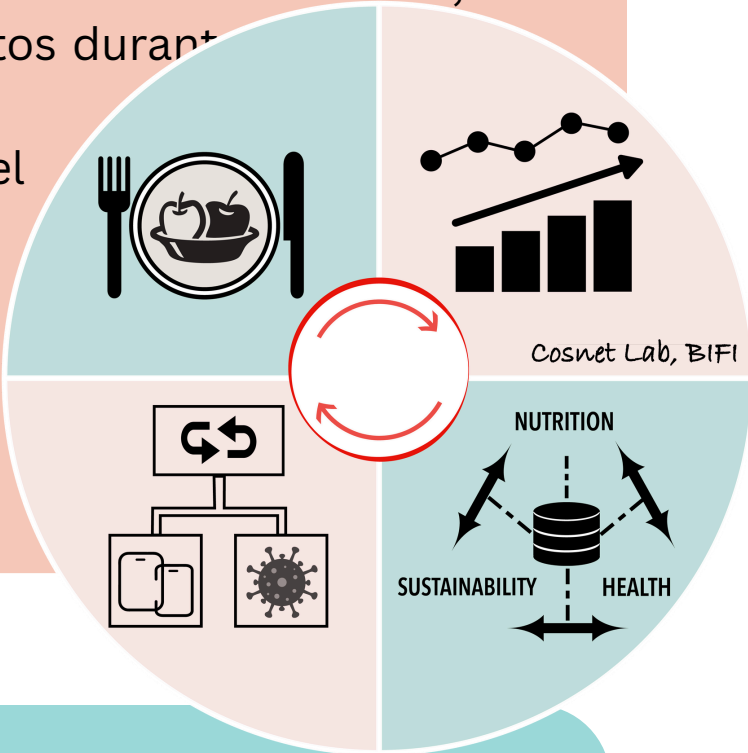 tos durant
el
Cosnet Lab, BIFI
NUTRITION
SUSTAINABILITY
HEALTH